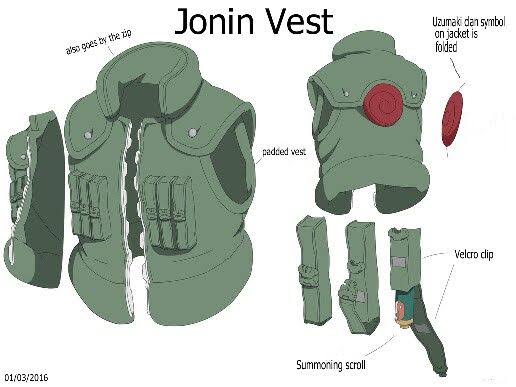 Jonin Vest
also goes by the zip
Uzumaki clan symbol
on jacket is
folded
padded vest
Velcro clip
Summoning scroll
01/03/2016